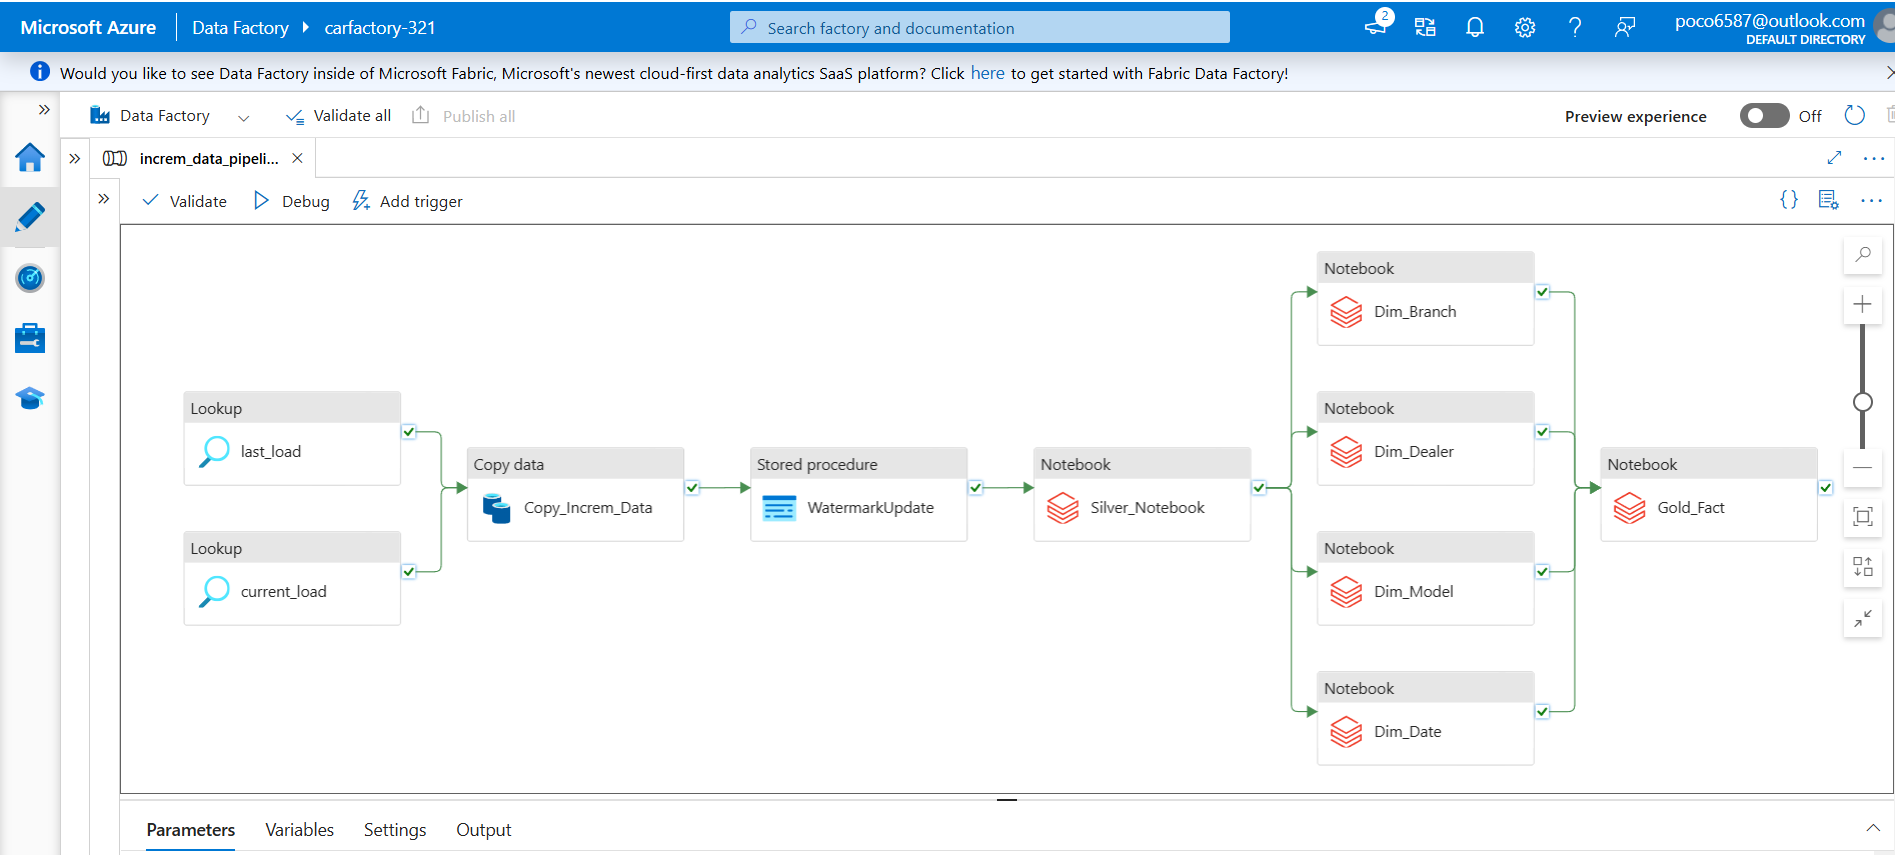 Microsoft Azure
Data Factory
carfactory-321
Search factory and documentation
2
poco6587@outlook.com
DEFAULT DIRECTORY
Would you like to see Data Factory inside of Microsoft Fabric, Microsoft's newest cloud-first data analytics SaaS platform? Click here to get started with Fabric Data Factory!
Data Factory
Validate all
Publish all
Preview experience
Off
increm_data_pipeli...
Validate
Debug
Add trigger
Lookup
last_load
Lookup
current_load
Copy data
Copy_Increm_Data
Stored procedure
WatermarkUpdate
Notebook
Silver_Notebook
Notebook
Dim_Branch
Notebook
Dim_Dealer
Notebook
Dim_Model
Notebook
Dim_Date
Notebook
Gold_Fact
Parameters
Variables
Settings
Output